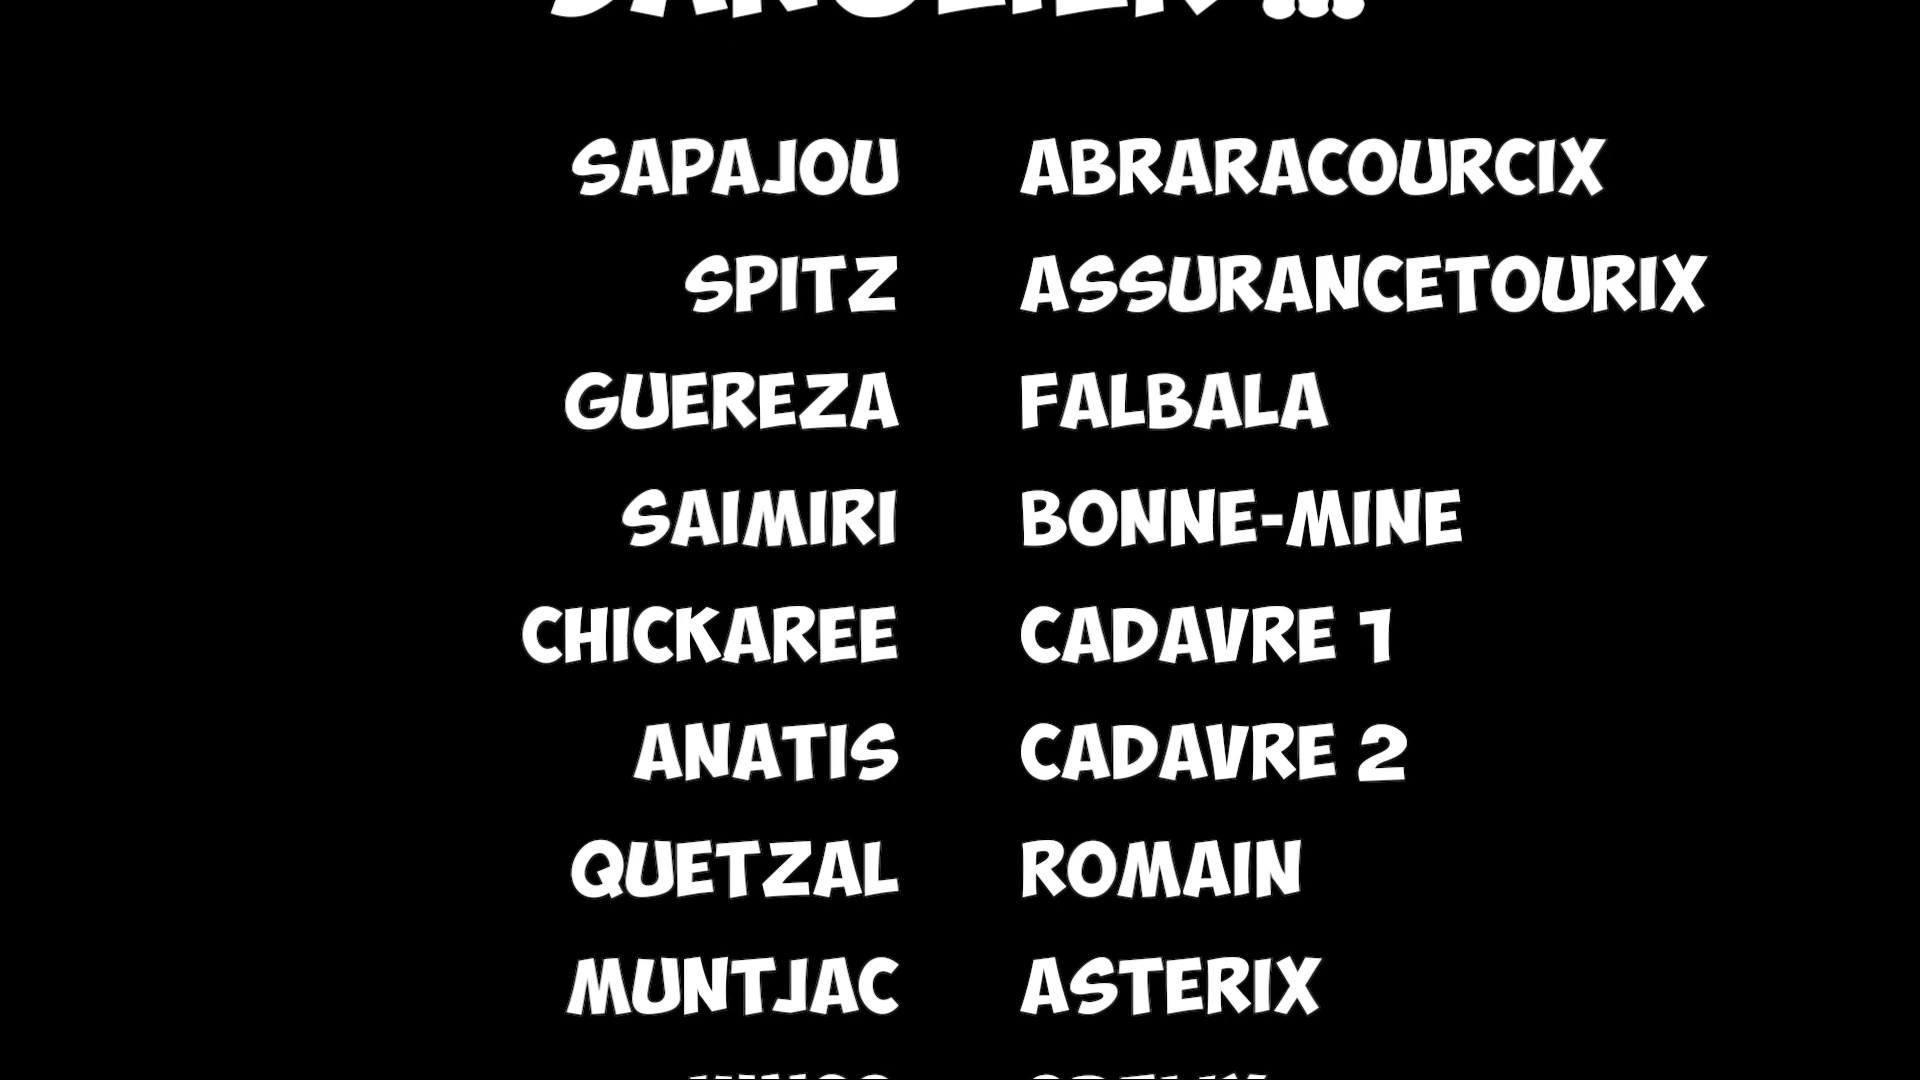 SAPAJOU ABRARACOURCIX
SPITZ ASSURANCETOURIX
GUEREZA FALBALA
SAIMIRI BONNE-MINE
CHICKAREE CADAVRE 1
ANATIS CADAVRE 2
QUETZAL ROMAIN
MUNTJAC ASTERIX